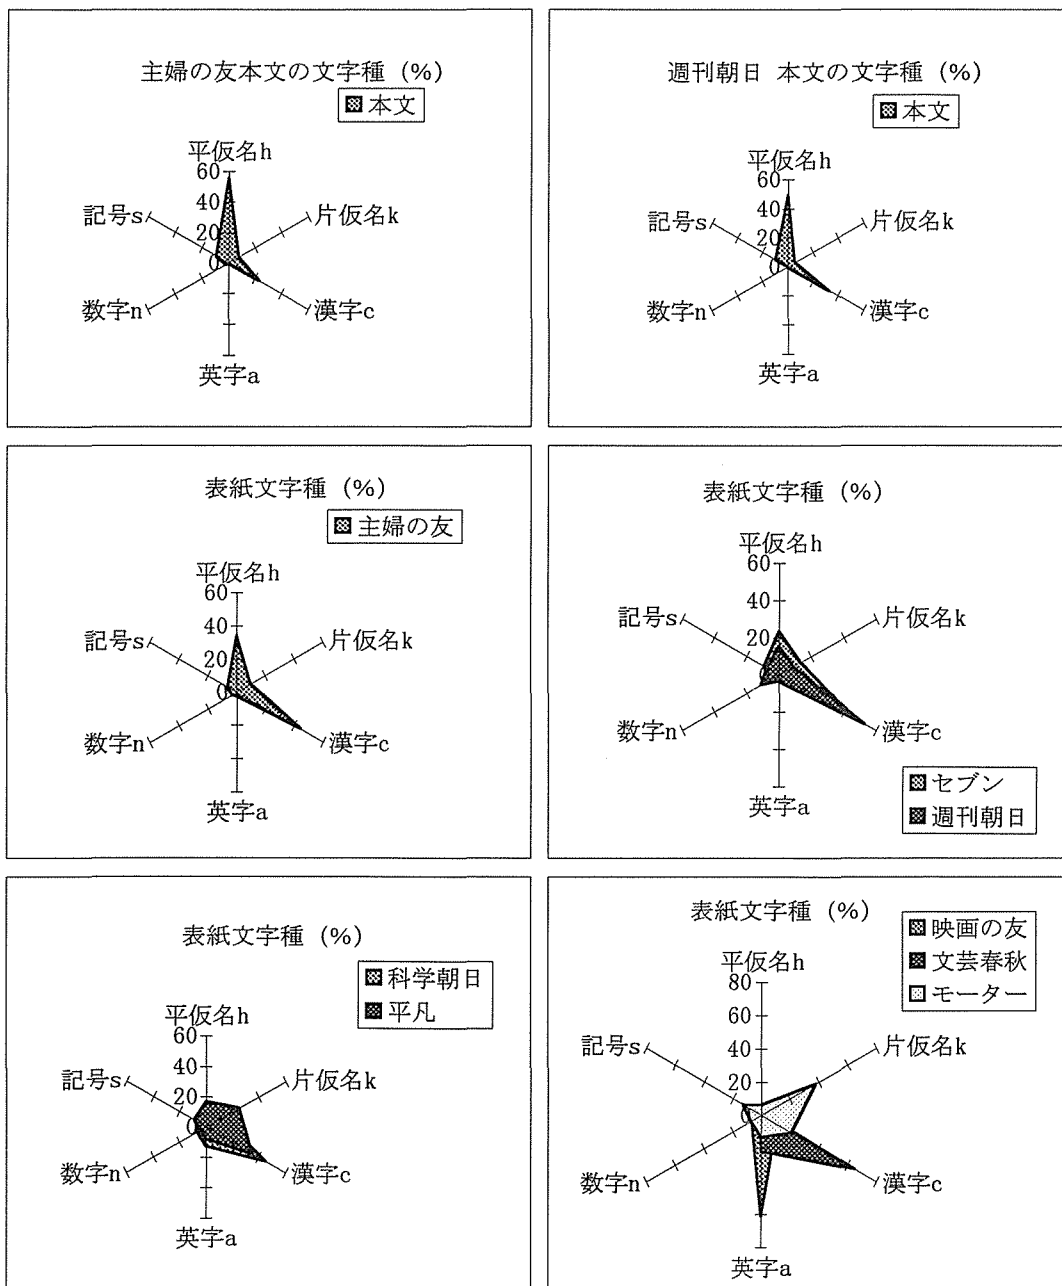 主婦の友本文の文字種 (%)
本文
平仮名h
60
40
20
0
片仮名k
漢字c
英字a
数字n
記号s
週刊朝日 本文の文字種 (%)
本文
平仮名h
60
40
20
0
片仮名k
漢字c
英字a
数字n
記号s
表紙文字種 (%)
主婦の友
平仮名h
60
40
20
0
片仮名k
漢字c
英字a
数字n
記号s
表紙文字種 (%)
平仮名h
60
40
20
0
片仮名k
漢字c
英字a
数字n
記号s
セブン
週刊朝日
表紙文字種 (%)
科学朝日
平凡
平仮名h
60
40
20
0
片仮名k
漢字c
英字a
数字n
記号s
表紙文字種 (%)
映画の友
文芸春秋
モーター
平仮名h
80
60
40
20
0
片仮名k
漢字c
英字a
数字n
記号s